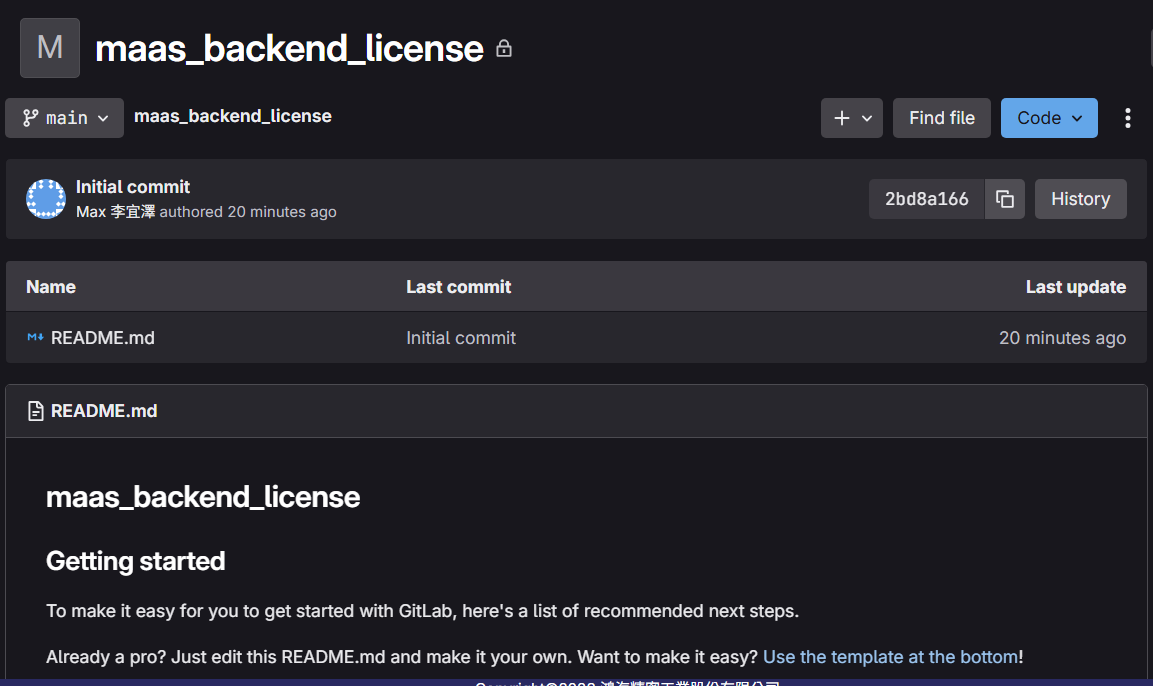 M
maas_backend_license
main
maas_backend_license
Find file
Code
Initial commit
Max 李宜澤 authored 20 minutes ago
2bd8a166
History
Name Last commit Last update
README.md Initial commit 20 minutes ago
README.md
maas_backend_license
Getting started
To make it easy for you to get started with GitLab, here's a list of recommended next steps.
Already a pro? Just edit this README.md and make it your own. Want to make it easy? Use the template at the bottom!